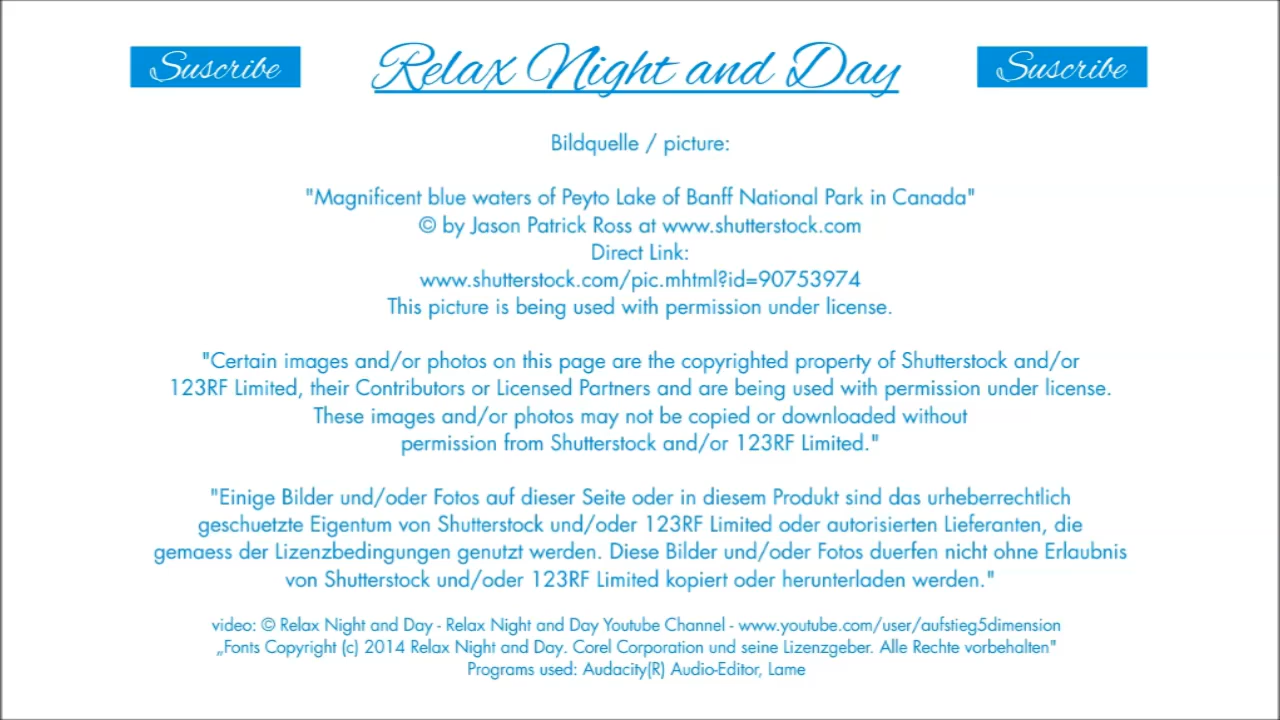 Suscribe Relax Night and Day Suscribe
Bildquelle / picture:
"Magnificent blue waters of Peyto Lake of Banff National Park in Canada"
© by Jason Patrick Ross at www.shutterstock.com
Direct Link:
www.shutterstock.com/pic.mhtml?id=90753974
This picture is being used with permission under license.
"Certain images and/or photos on this page are the copyrighted property of Shutterstock and/or
123RF Limited, their Contributors or Licensed Partners and are being used with permission under license.
These images and/or photos may not be copied or downloaded without
permission from Shutterstock and/or 123RF Limited."
"Einige Bilder und/oder Fotos auf dieser Seite oder in diesem Produkt sind das urheberrechtlich
geschuetzte Eigentum von Shutterstock und/oder 123RF Limited oder autorisierten Lieferanten, die
gemaess der Lizenzbedingungen genutzt werden. Diese Bilder und/oder Fotos duerfen nicht ohne Erlaubnis
von Shutterstock und/oder 123RF Limited kopiert oder herunterladen werden."
video: © Relax Night and Day - Relax Night and Day Youtube Channel - www.youtube.com/user/aufstieg5dimension
„Fonts Copyright (c) 2014 Relax Night and Day. Corel Corporation und seine Lizenzgeber. Alle Rechte vorbehalten"
Programs used: Audacity(R) Audio-Editor, Lame